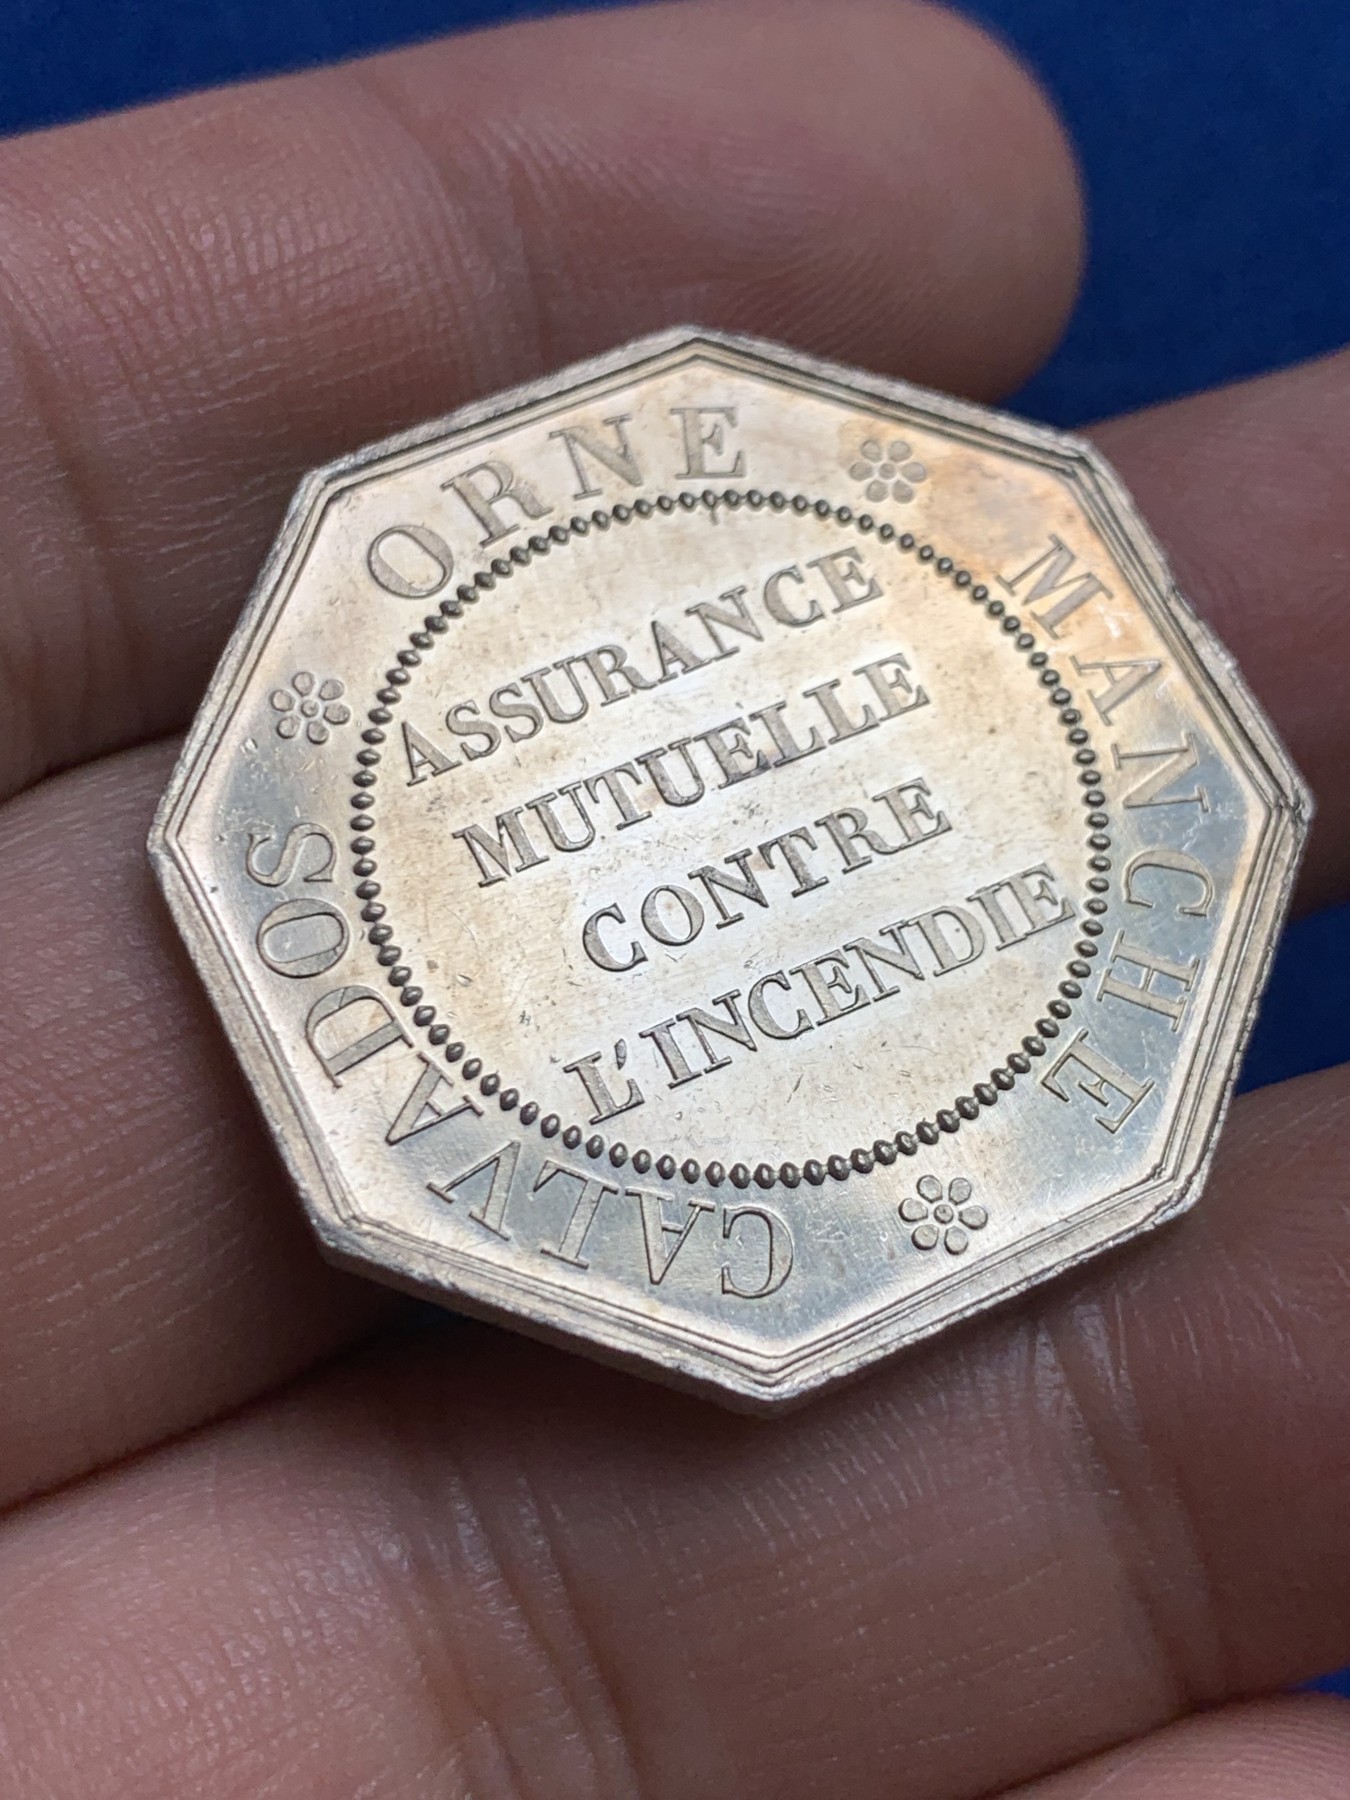 ORNE
MANCHE
CALVADOS
ASSURANCE
MUTUELLE
CONTRE
L'INCENDIE